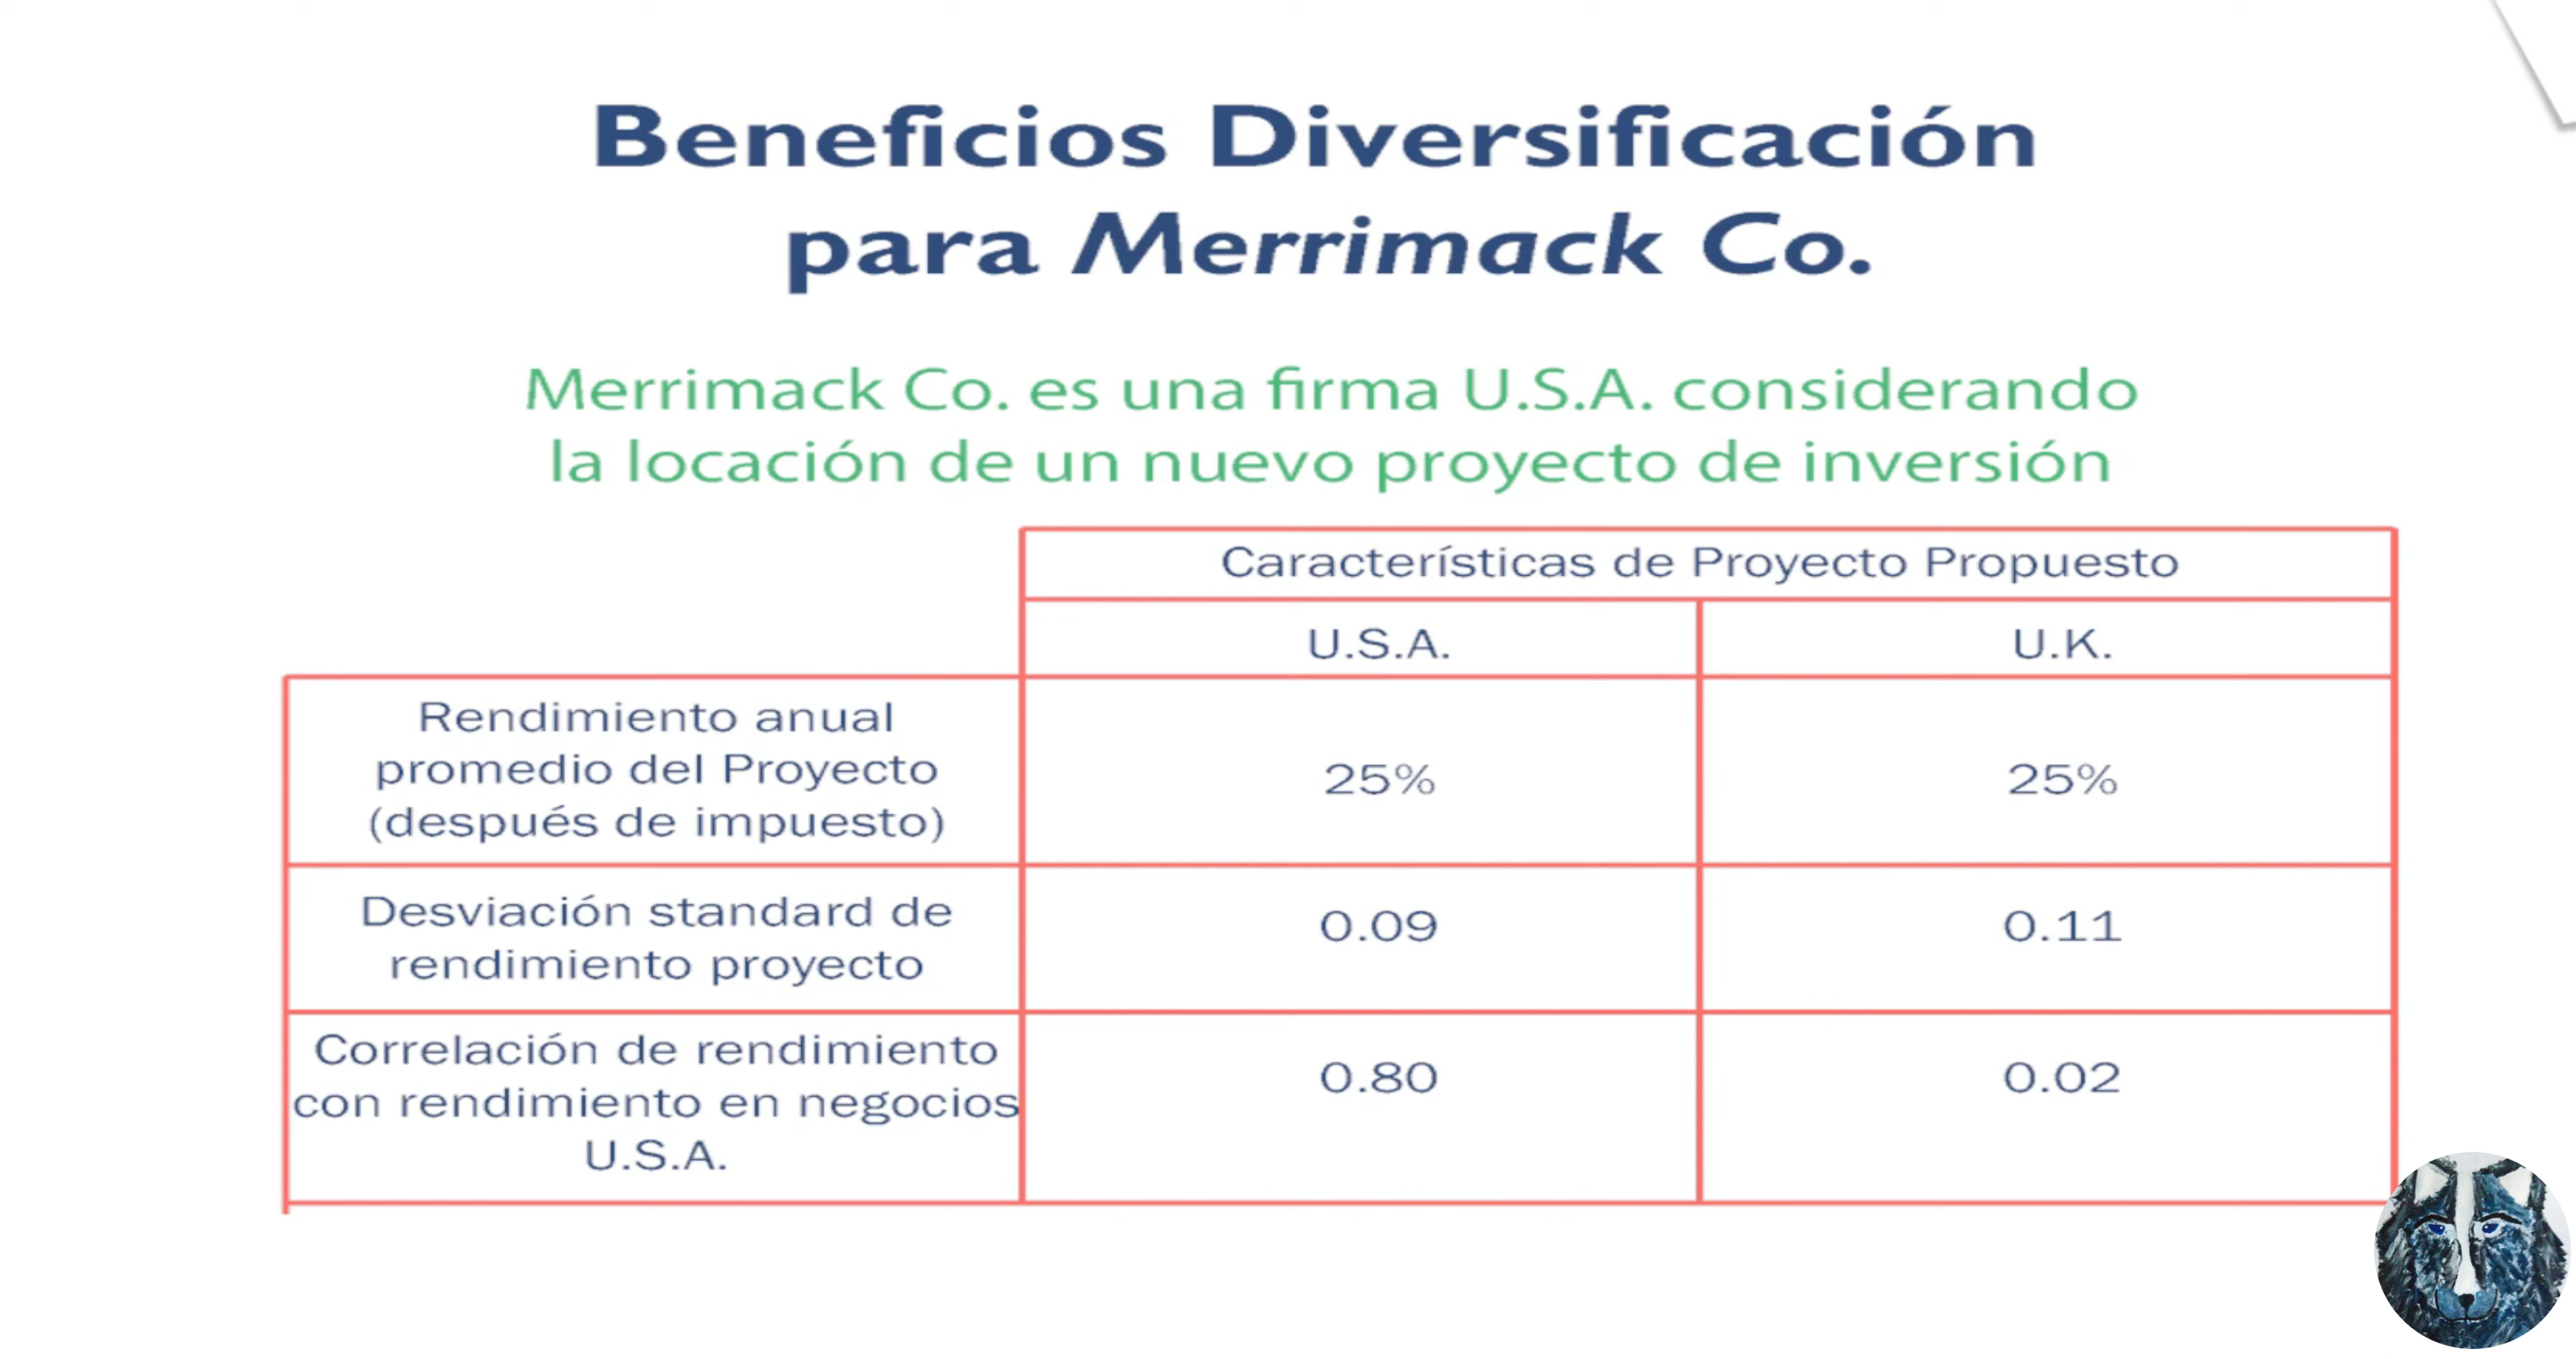 Beneficios Diversificación
para Merrimack Co.
Merrimack Co. es una firma U.S.A. considerando
la locación de un nuevo proyecto de inversión
Características de Proyecto Propuesto
U.S.A.
U.K.
Rendimiento anual
promedio del Proyecto
(después de impuesto)
25%
25%
Desviación standard de
rendimiento proyecto
0.09
0.11
Correlación de rendimiento
con rendimiento en negocios
U.S.A.
0.80
0.02